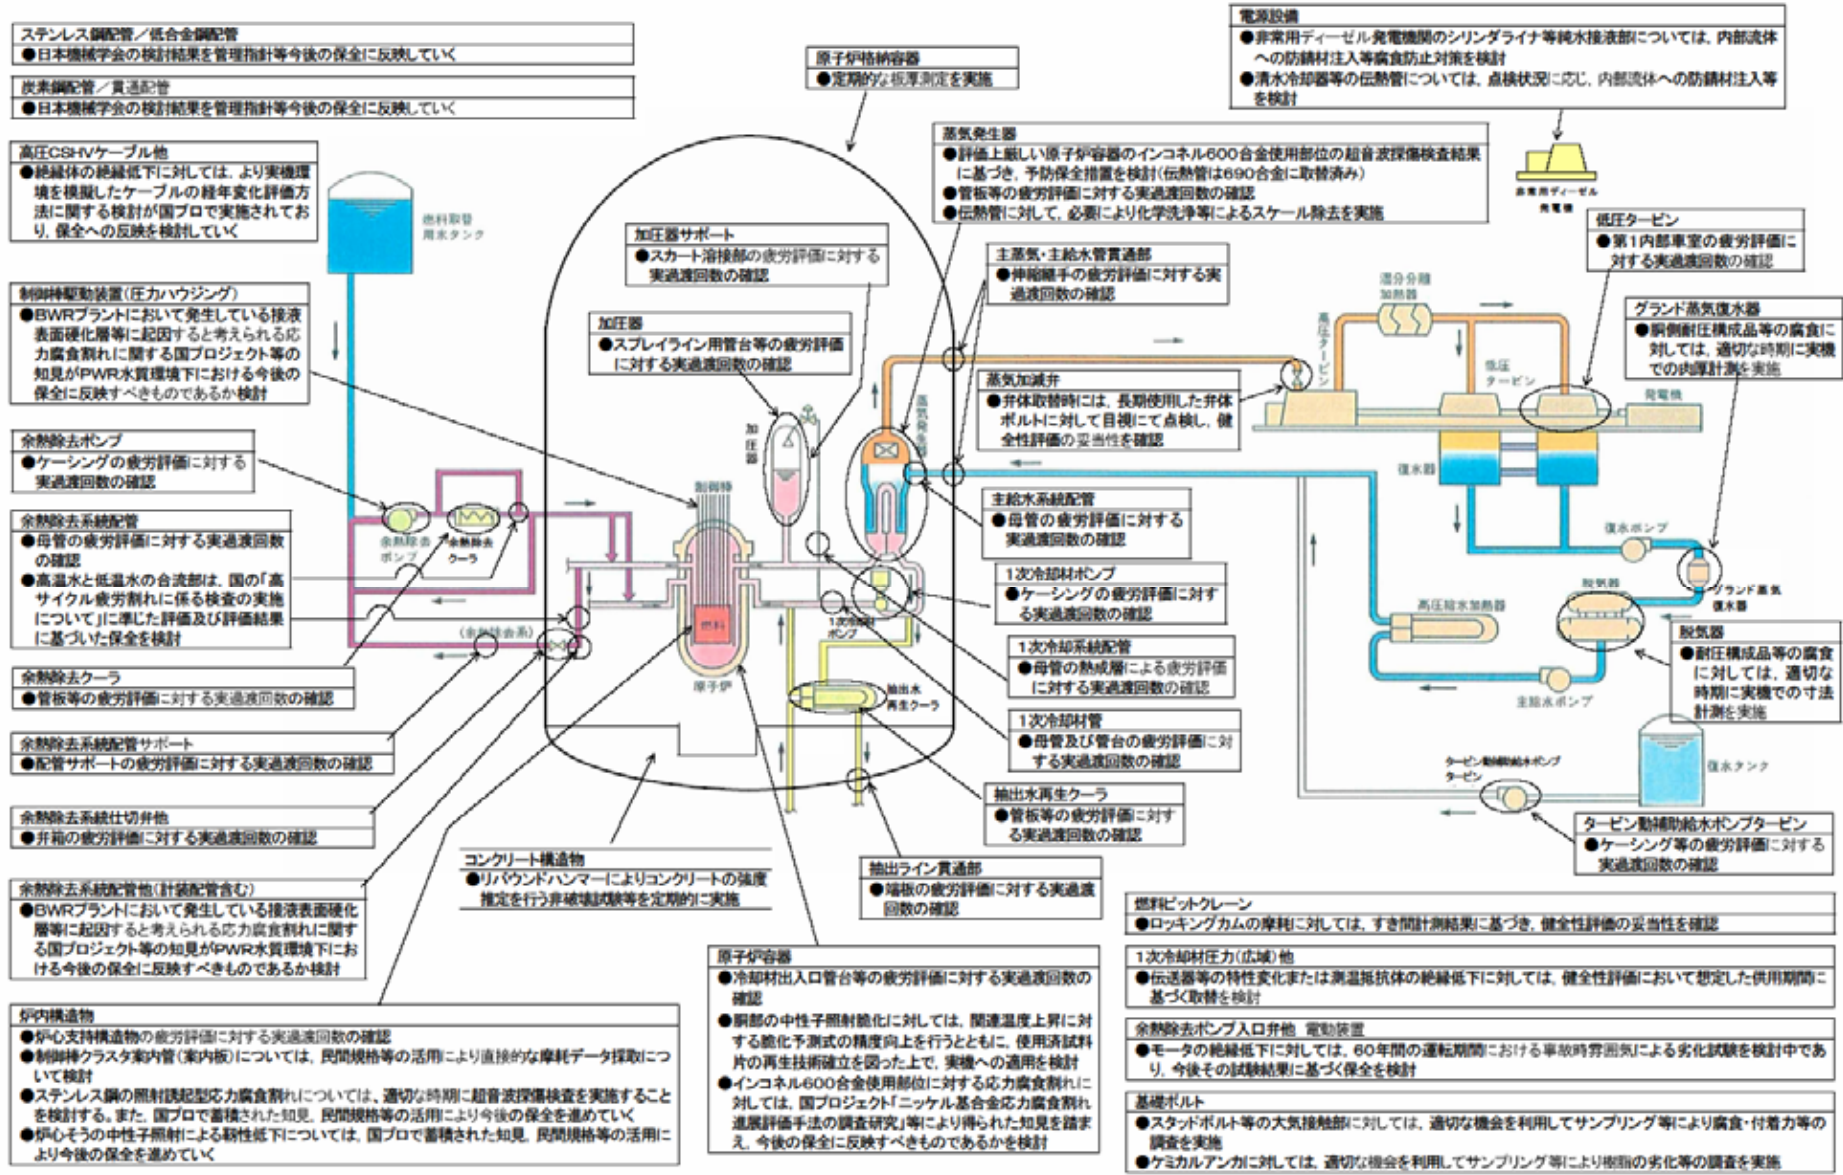 ステンレス鋼配管／低合金鋼配管
●日本機械学会の検討結果を管理指針等今後の保全に反映していく
炭素鋼配管／貫通配管
●日本機械学会の検討結果を管理指針等今後の保全に反映していく
高圧CSHVケーブル他
●絶縁体の絶縁低下に対しては、より実機環
境を模擬したケーブルの経年変化評価方
法に関する検討が国プロで実施されてお
り、保全への反映を検討していく
燃料取替
用水タンク
制御棒駆動装置(圧力ハウジング)
●BWRプラントにおいて発生している接液
表面硬化層等に起因すると考えられる応
力腐食割れに関する国プロジェクト等の
知見がPWR水質環境下における今後の
保全に反映すべきものであるか検討
余熱除去ポンプ
●ケーシングの疲労評価に対する
実過渡回数の確認
余熱除去系統配管
●母管の疲労評価に対する実過渡回数
の確認
●高温水と低温水の合流部は、国の「高
サイクル疲労割れに係る検査の実施
について」に準じた評価及び評価結果
に基づいた保全を検討
余熱除去クーラ
●管板等の疲労評価に対する実過渡回数の確認
余熱除去系統配管サポート
●配管サポートの疲労評価に対する実過渡回数の確認
余熱除去系統仕切弁他
●弁箱の疲労評価に対する実過渡回数の確認
余熱除去系統配管他(計装配管含む)
●BWRプラントにおいて発生している接液表面硬化
層等に起因すると考えられる応力腐食割れに関す
る国プロジェクト等の知見がPWR水質環境下にお
ける今後の保全に反映すべきものであるか検討
炉内構造物
●炉心支持構造物の疲労評価に対する実過渡回数の確認
●制御棒クラスタ案内管(案内板)については、民間規格等の活用により直接的な摩耗データ採取につ
いて検討
●ステンレス鋼の照射誘起型応力腐食割れについては、適切な時期に超音波探傷検査を実施すること
を検討する。また、国プロで蓄積された知見、民間規格等の活用により今後の保全を進めていく
●炉心そうの中性子照射による靭性低下については、国プロで蓄積された知見、民間規格等の活用に
より今後の保全を進めていく
余熱除去
ポンプ
余熱除去
クーラ
(余熱除去系)
原子炉格納容器
●定期的な板厚測定を実施
加圧器サポート
●スカート溶接部の疲労評価に対する
実過渡回数の確認
加圧器
●スプレイライン用管台等の疲労評価
に対する実過渡回数の確認
加圧器
制御棒
燃料
原子炉
蒸気発生器
1次冷却材
ポンプ
抽出水
再生クーラ
コンクリート構造物
●リバウンドハンマーによりコンクリートの強度
推定を行う非破壊試験等を定期的に実施
原子炉容器
●冷却材出入口管台等の疲労評価に対する実過渡回数の
確認
●胴部の中性子照射脆化に対しては、関連温度上昇に対
する脆化予測式の精度向上を行うとともに、使用済試料
片の再生技術確立を図った上で、実機への適用を検討
●インコネル600合金使用部位に対する応力腐食割れに
対しては、国プロジェクト「ニッケル基合金応力腐食割れ
進展評価手法の調査研究」等により得られた知見を踏ま
え、今後の保全に反映すべきものであるかを検討
蒸気発生器
●評価上厳しい原子炉容器のインコネル600合金使用部位の超音波探傷検査結果
に基づき、予防保全措置を検討(伝熱管は690合金に取替済み)
●管板等の疲労評価に対する実過渡回数の確認
●伝熱管に対して、必要により化学洗浄等によるスケール除去を実施
主蒸気・主給水管貫通部
●伸縮継手の疲労評価に対する実
過渡回数の確認
蒸気加減弁
●弁体取替時には、長期使用した弁体
ボルトに対して目視にて点検し、健
全性評価の妥当性を確認
主給水系統配管
●母管の疲労評価に対する
実過渡回数の確認
1次冷却材ポンプ
●ケーシングの疲労評価に対す
る実過渡回数の確認
1次冷却系統配管
●母管の熱成層による疲労評価
に対する実過渡回数の確認
1次冷却材管
●母管及び管台の疲労評価に対
する実過渡回数の確認
抽出水再生クーラ
●管板等の疲労評価に対す
る実過渡回数の確認
抽出ライン貫通部
●端板の疲労評価に対する実過渡
回数の確認
電源設備
●非常用ディーゼル発電機関のシリンダライナ等純水接液部については、内部流体
への防錆材注入等腐食防止対策を検討
●清水冷却器等の伝熱管については、点検状況に応じ、内部流体への防錆材注入等
を検討
非常用ディーゼル
発電機
低圧タービン
●第1内部車室の疲労評価に
対する実過渡回数の確認
グランド蒸気復水器
●胴側耐圧構成品等の腐食に
対しては、適切な時期に実機
での肉厚計測を実施
湿分分離
加熱器
高圧タービン
低圧
タービン
発電機
復水器
復水ポンプ
グランド蒸気
復水器
脱気器
高圧給水加熱器
主給水ポンプ
脱気器
●耐圧構成品等の腐食
に対しては、適切な
時期に実機での寸法
計測を実施
復水タンク
タービン動補助給水ポンプ
タービン
タービン動補助給水ポンプタービン
●ケーシング等の疲労評価に対する
実過渡回数の確認
燃料ピットクレーン
●ロッキングカムの摩耗に対しては、すき間計測結果に基づき、健全性評価の妥当性を確認
1次冷却材圧力(広域)他
●伝送器等の特性変化または測温抵抗体の絶縁低下に対しては、健全性評価において想定した供用期間に
基づく取替を検討
余熱除去ポンプ入口弁他 電動装置
●モータの絶縁低下に対しては、60年間の運転期間における事故時雰囲気による劣化試験を検討中であ
り、今後その試験結果に基づく保全を検討
基礎ボルト
●スタッドボルト等の大気接触部に対しては、適切な機会を利用してサンプリング等により腐食・付着力等の
調査を実施
●ケミカルアンカに対しては、適切な機会を利用してサンプリング等により樹脂の劣化等の調査を実施